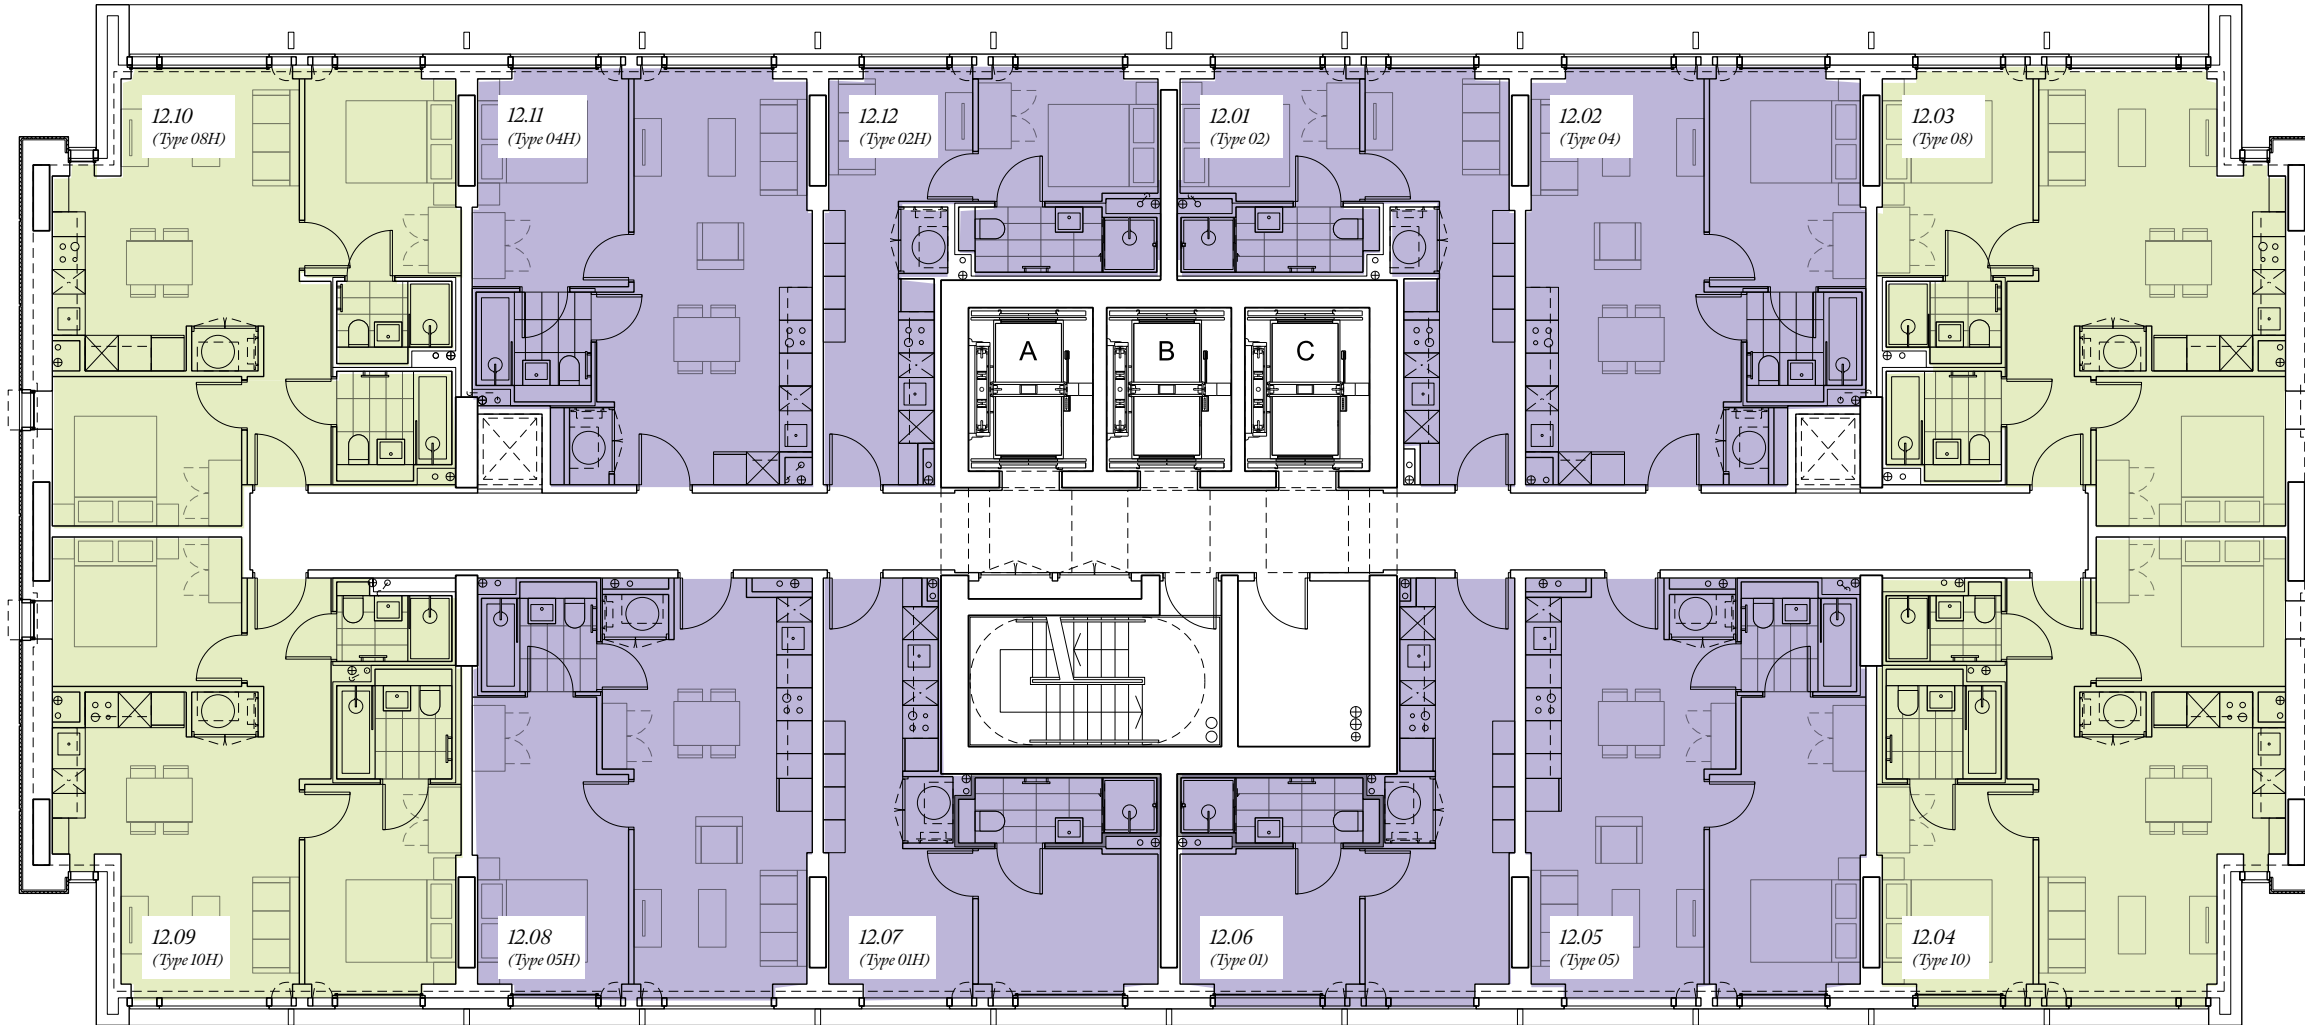 12.10
(Type 08H)
12.11
(Type 04H)
12.12
(Type 02H)
12.01
(Type 02)
12.02
(Type 04)
12.03
(Type 08)
A
B
C
12.09
(Type 10H)
12.08
(Type 05H)
12.07
(Type 01H)
12.06
(Type 01)
12.05
(Type 05)
12.04
(Type 10)